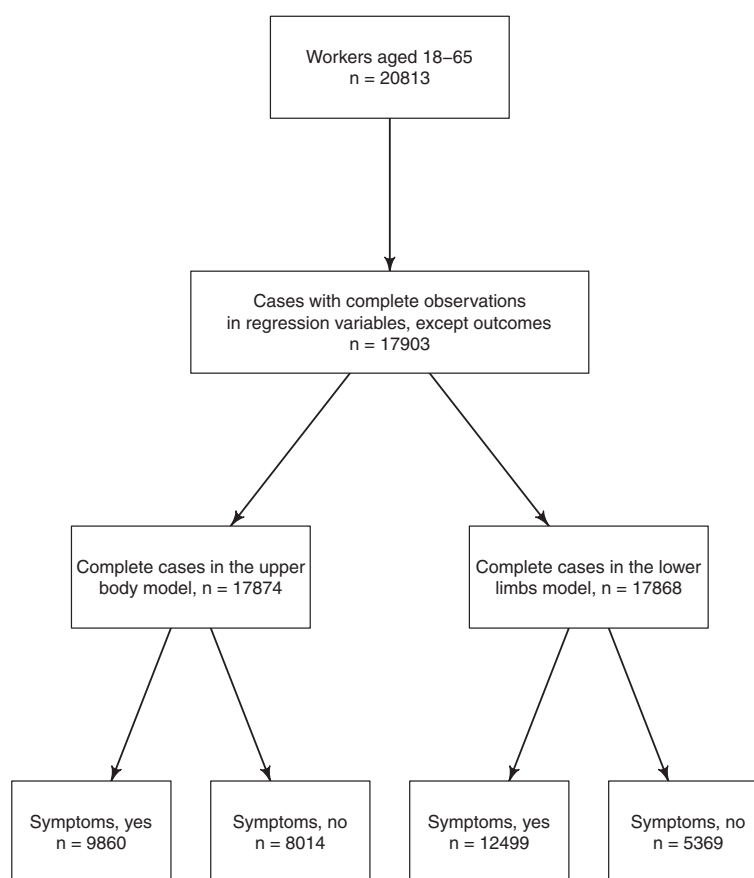 Workers aged 18–65
n = 20813
Cases with complete observations
in regression variables, except outcomes
n = 17903
Complete cases in the upper
body model, n = 17874
Complete cases in the lower
limbs model, n = 17868
Symptoms, yes
n = 9860
Symptoms, no
n = 8014
Symptoms, yes
n = 12499
Symptoms, no
n = 5369